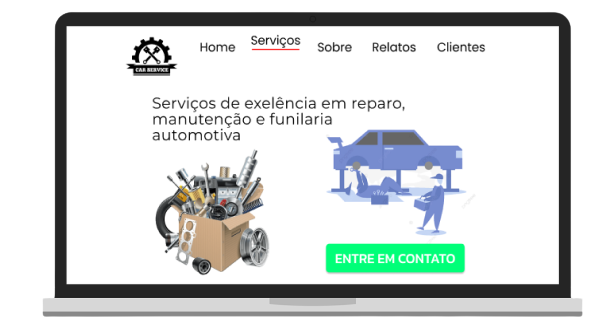 CAR SERVICE
Home Serviços Sobre Relatos Clientes
Serviços de exelência em reparo,
manutenção e funilaria
automotiva
ENTRE EM CONTATO